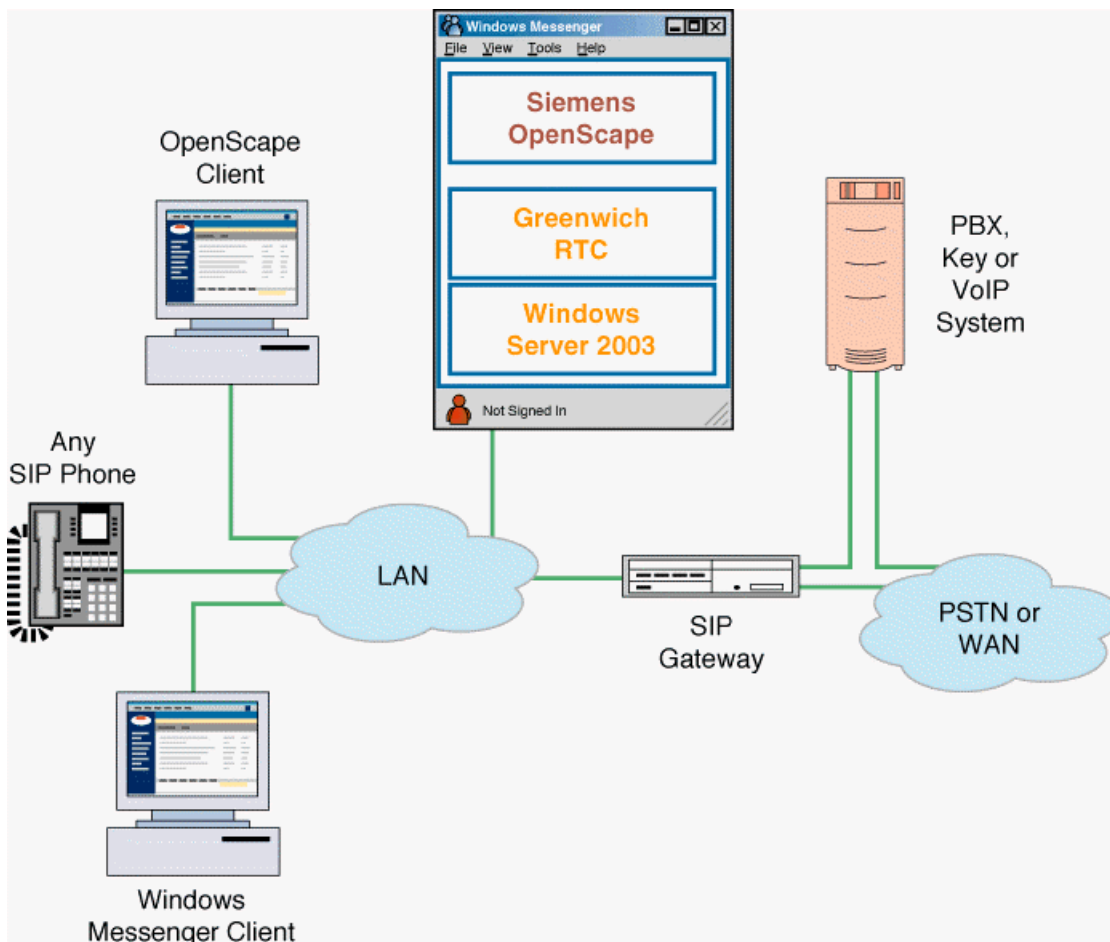 Windows Messenger
File View Tools Help
Siemens
OpenScape
Greenwich
RTC
Windows
Server 2003
Not Signed In
OpenScape
Client
Any
SIP Phone
LAN
Windows
Messenger Client
SIP
Gateway
PBX,
Key or
VoIP
System
PSTN or
WAN